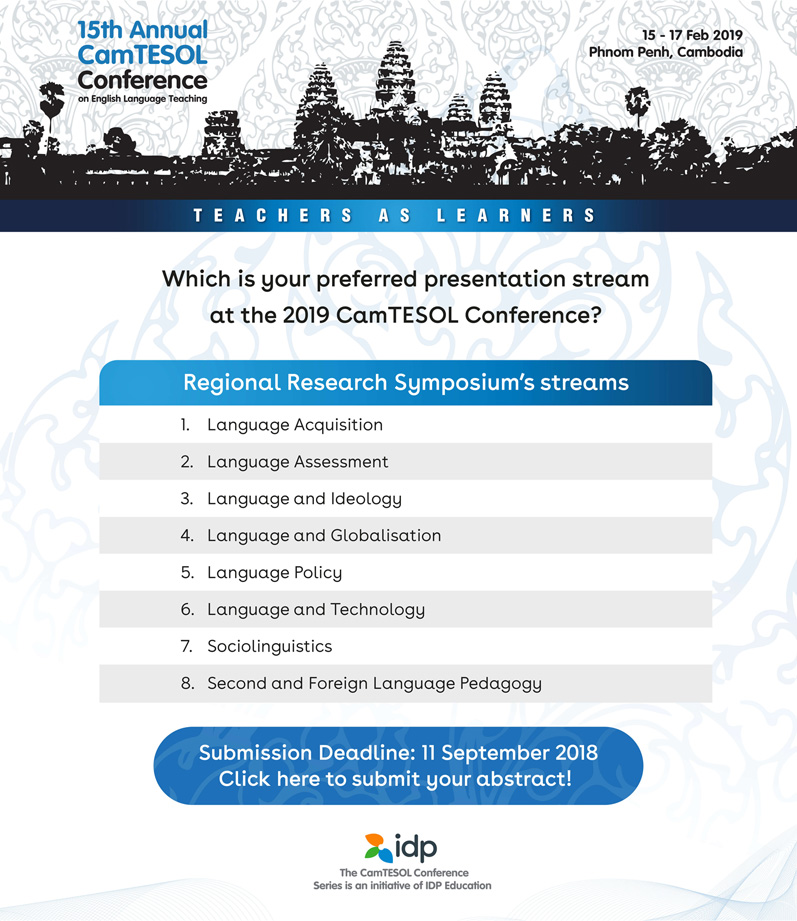 15th Annual
CamTESOL
Conference
on English Language Teaching
15 - 17 Feb 2019
Phnom Penh, Cambodia
TEACHERS AS LEARNERS
Which is your preferred presentation stream
at the 2019 CamTESOL Conference?
Regional Research Symposium's streams
1. Language Acquisition
2. Language Assessment
3. Language and Ideology
4. Language and Globalisation
5. Language Policy
6. Language and Technology
7. Sociolinguistics
8. Second and Foreign Language Pedagogy
Submission Deadline: 11 September 2018
Click here to submit your abstract!
idp
The CamTESOL Conference
Series is an initiative of IDP Education